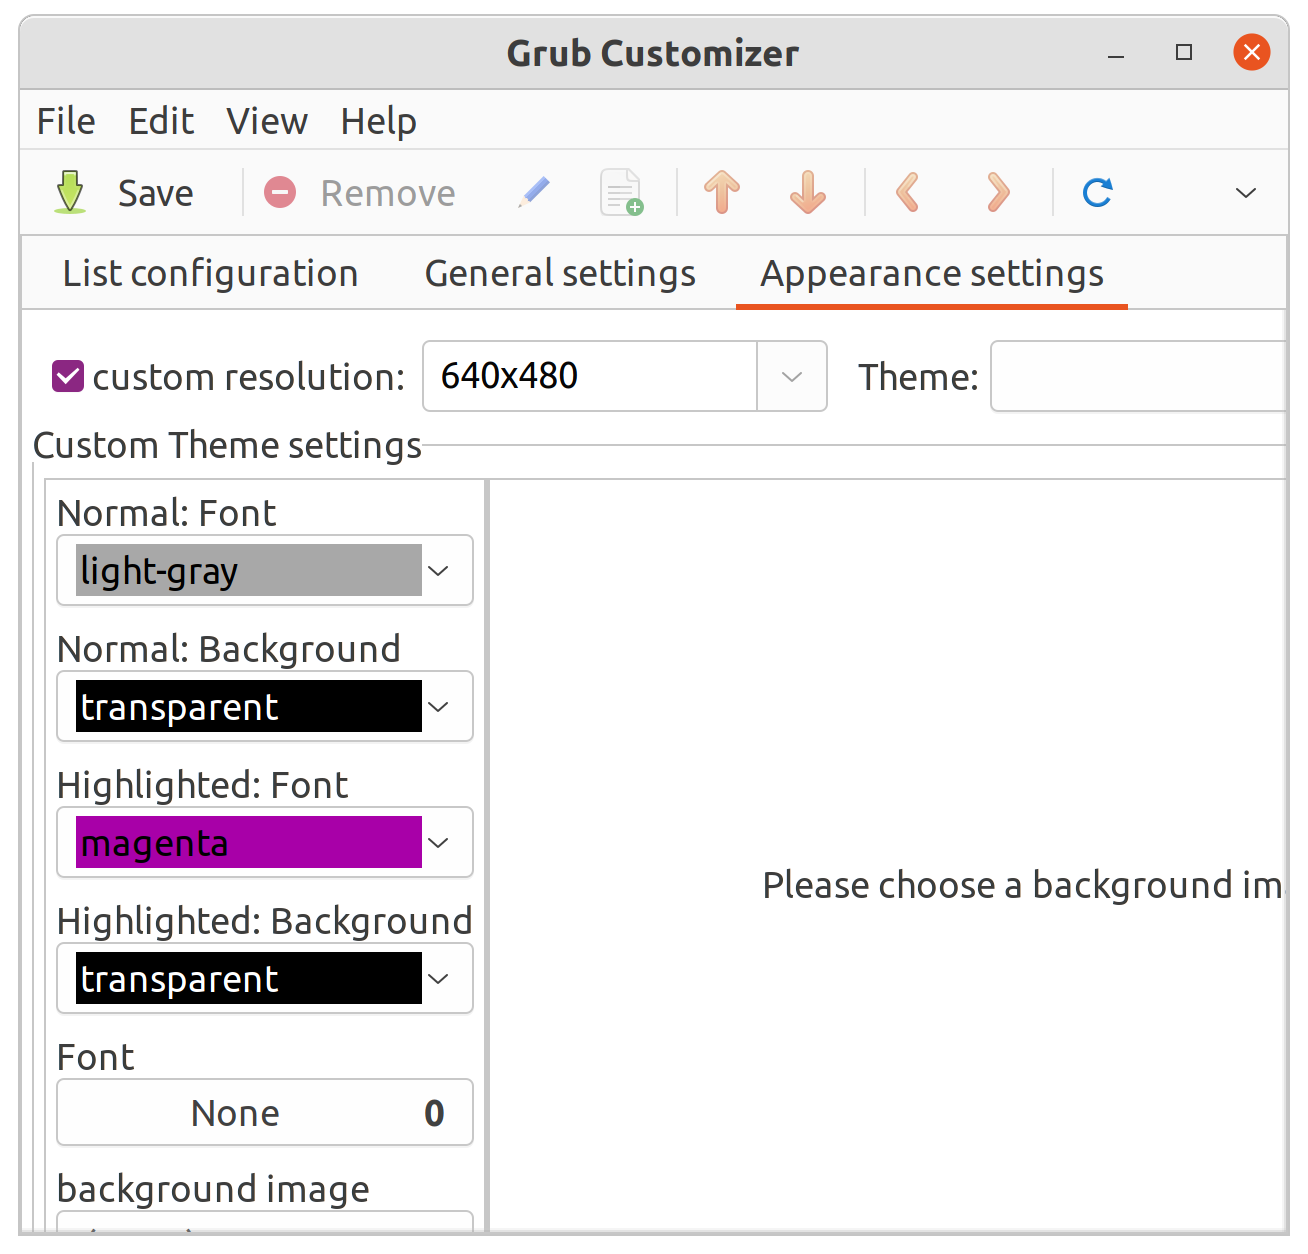 Grub Customizer
File Edit View Help
Save Remove
List configuration General settings Appearance settings
custom resolution: 640x480 Theme:
Custom Theme settings
Normal: Font
light-gray
Normal: Background
transparent
Highlighted: Font
magenta
Highlighted: Background
transparent
Please choose a background
Font
None 0
background image